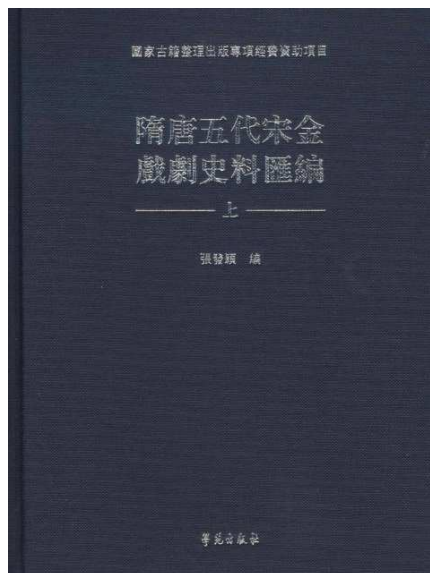 國家古籍整理出版專項經費資助項目
隋唐五代宋金
戲劇史料匯編
上
張發穎 編
學苑出版社